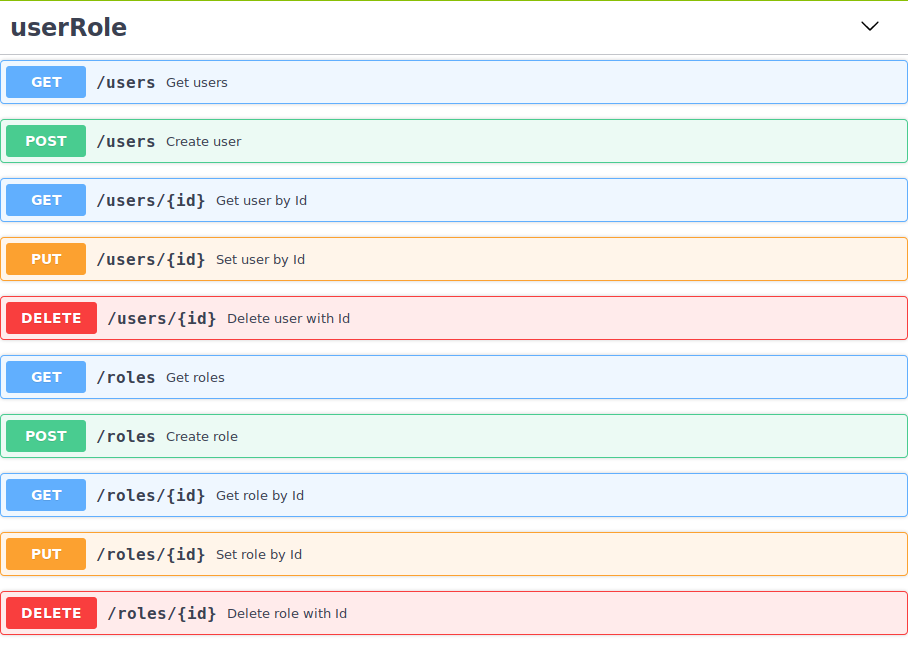 userRole
GET /users Get users
POST /users Create user
GET /users/{id} Get user by Id
PUT /users/{id} Set user by Id
DELETE /users/{id} Delete user with Id
GET /roles Get roles
POST /roles Create role
GET /roles/{id} Get role by Id
PUT /roles/{id} Set role by Id
DELETE /roles/{id} Delete role with Id